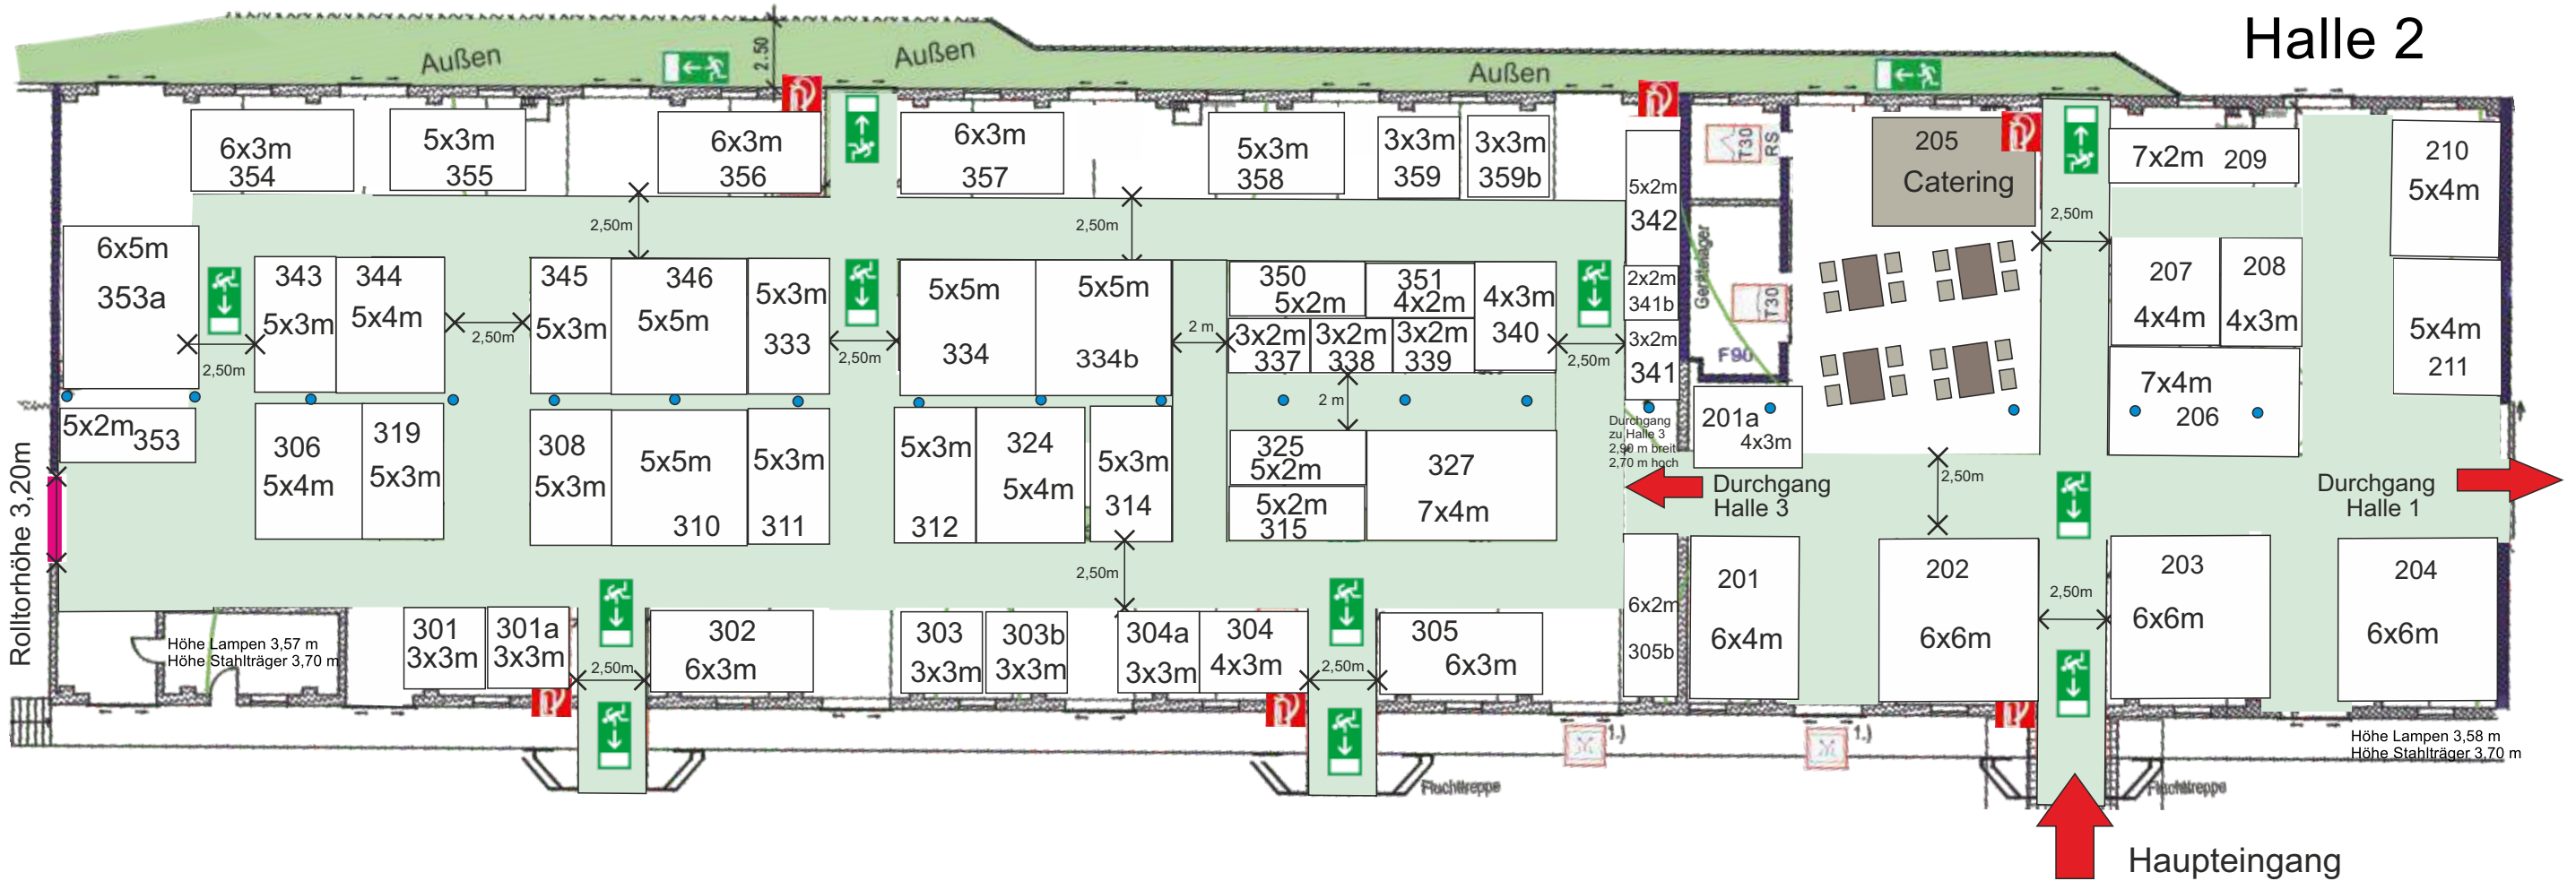 Halle 2
Außen
2.50
Außen
Außen
6x3m
354
5x3m
355
6x3m
356
6x3m
357
5x3m
358
3x3m
359
3x3m
359b
5x2m
342
T30
RS
205
Catering
7x2m 209
210
5x4m
2,50m
2,50m
2,50m
6x5m
353a
343
5x3m
344
5x4m
345
5x3m
346
5x5m
5x3m
333
5x5m
334
5x5m
334b
350
5x2m
351
4x2m
4x3m
340
3x2m
337
3x2m
338
3x2m
339
2x2m
341b
3x2m
341
Gerätelager
T30
F90
207
4x4m
208
4x3m
5x4m
211
2,50m
2,50m
2,50m
2 m
2,50m
2 m
7x4m
206
201a
4x3m
5x2m
353
306
5x4m
319
5x3m
308
5x3m
5x5m
310
5x3m
311
5x3m
312
324
5x4m
5x3m
314
325
5x2m
5x2m
315
327
7x4m
Durchgang
zu Halle 3
2,90 m breit
2,70 m hoch
Durchgang
Halle 3
2,50m
Durchgang
Halle 1
Rolltorhöhe 3,20m
2,50m
Höhe Lampen 3,57 m
Höhe Stahlträger 3,70 m
301
3x3m
301a
3x3m
2,50m
302
6x3m
303
3x3m
303b
3x3m
304a
3x3m
304
4x3m
2,50m
305
6x3m
6x2m
305b
201
6x4m
202
6x6m
2,50m
203
6x6m
204
6x6m
1.)
1.)
Höhe Lampen 3,58 m
Höhe Stahlträger 3,70 m
Fluchttreppe
Fluchttreppe
Haupteingang